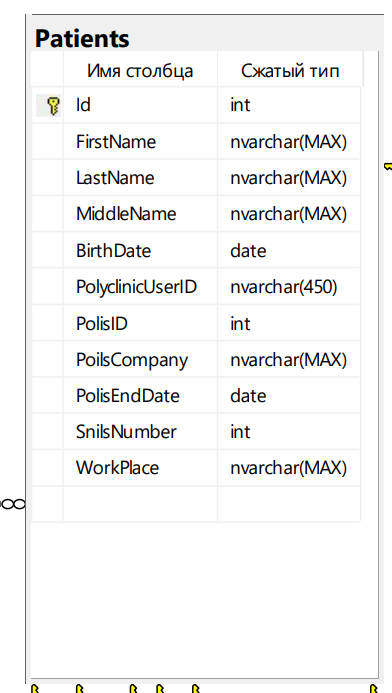 Patients
Имя столбца Сжатый тип
Id int
FirstName nvarchar(MAX)
LastName nvarchar(MAX)
MiddleName nvarchar(MAX)
BirthDate date
PolyclinicUserID nvarchar(450)
PolisID int
PoilsCompany nvarchar(MAX)
PolisEndDate date
SnilsNumber int
WorkPlace nvarchar(MAX)